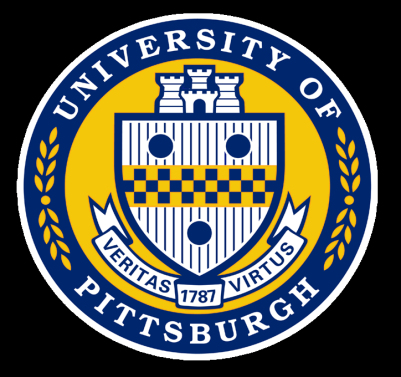 UNIVERSITY OF
PITTSBURGH
VERITAS
1787
VIRTUS